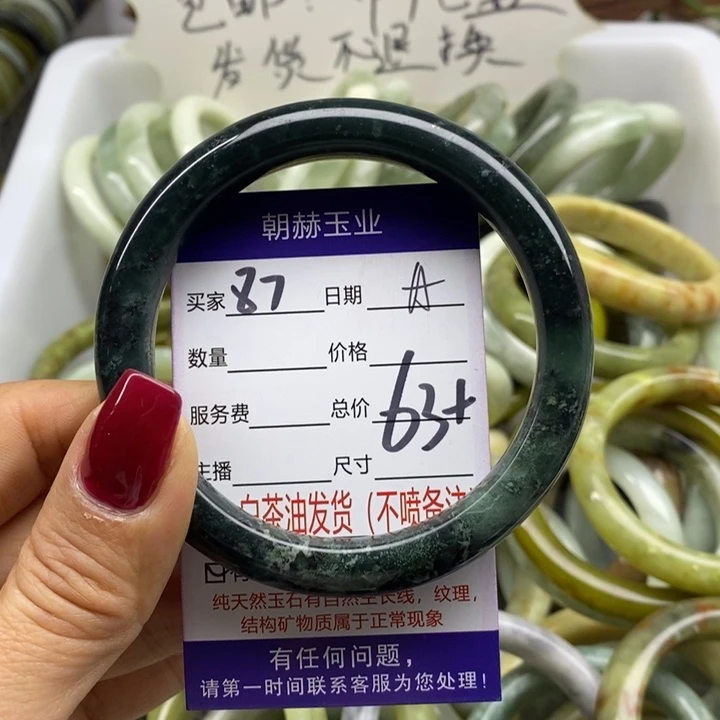 发货不退换
朝赫玉业
买家 87 日期 A
数量 价格
服务费 总价 63+
主播 尺寸
白茶油发货(不喷备注
纯天然玉石有自然生长线,纹理,
结构矿物质属于正常现象
有任何问题,
请第一时间联系客服为您处理!